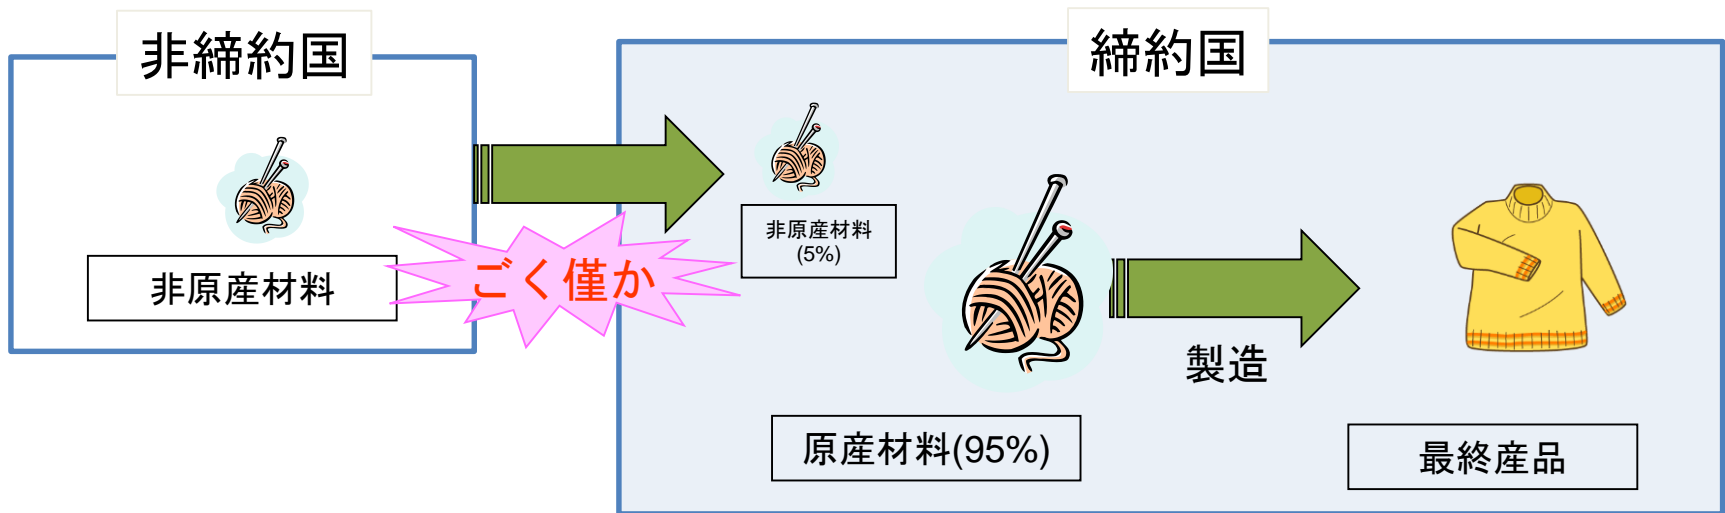 非締約国
締約国
非原産材料
ごく僅か
非原産材料
(5%)
製造
原産材料(95%)
最終産品